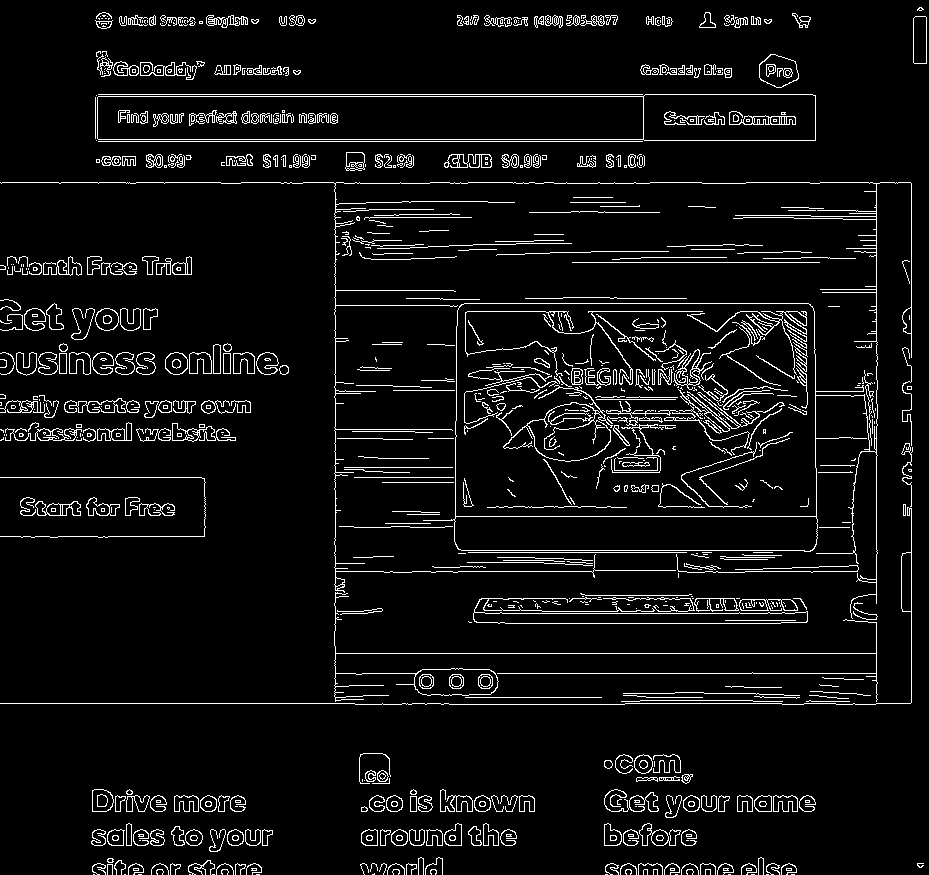 United States - English USD 24/7 Support (480) 505-8877 Help Sign In
GoDaddy™ All Products GoDaddy Blog Pro
Find your perfect domain name Search Domain
.com $0.99* .net $11.99* .co $2.99 .CLUB $0.99* .us $1.00
-Month Free Trial
Get your
business online.
Easily create your own
professional website.
Start for Free
BEGINNINGS
.co
.com
Drive more
sales to your
site or store
.co is known
around the
world
Get your name
before
someone else